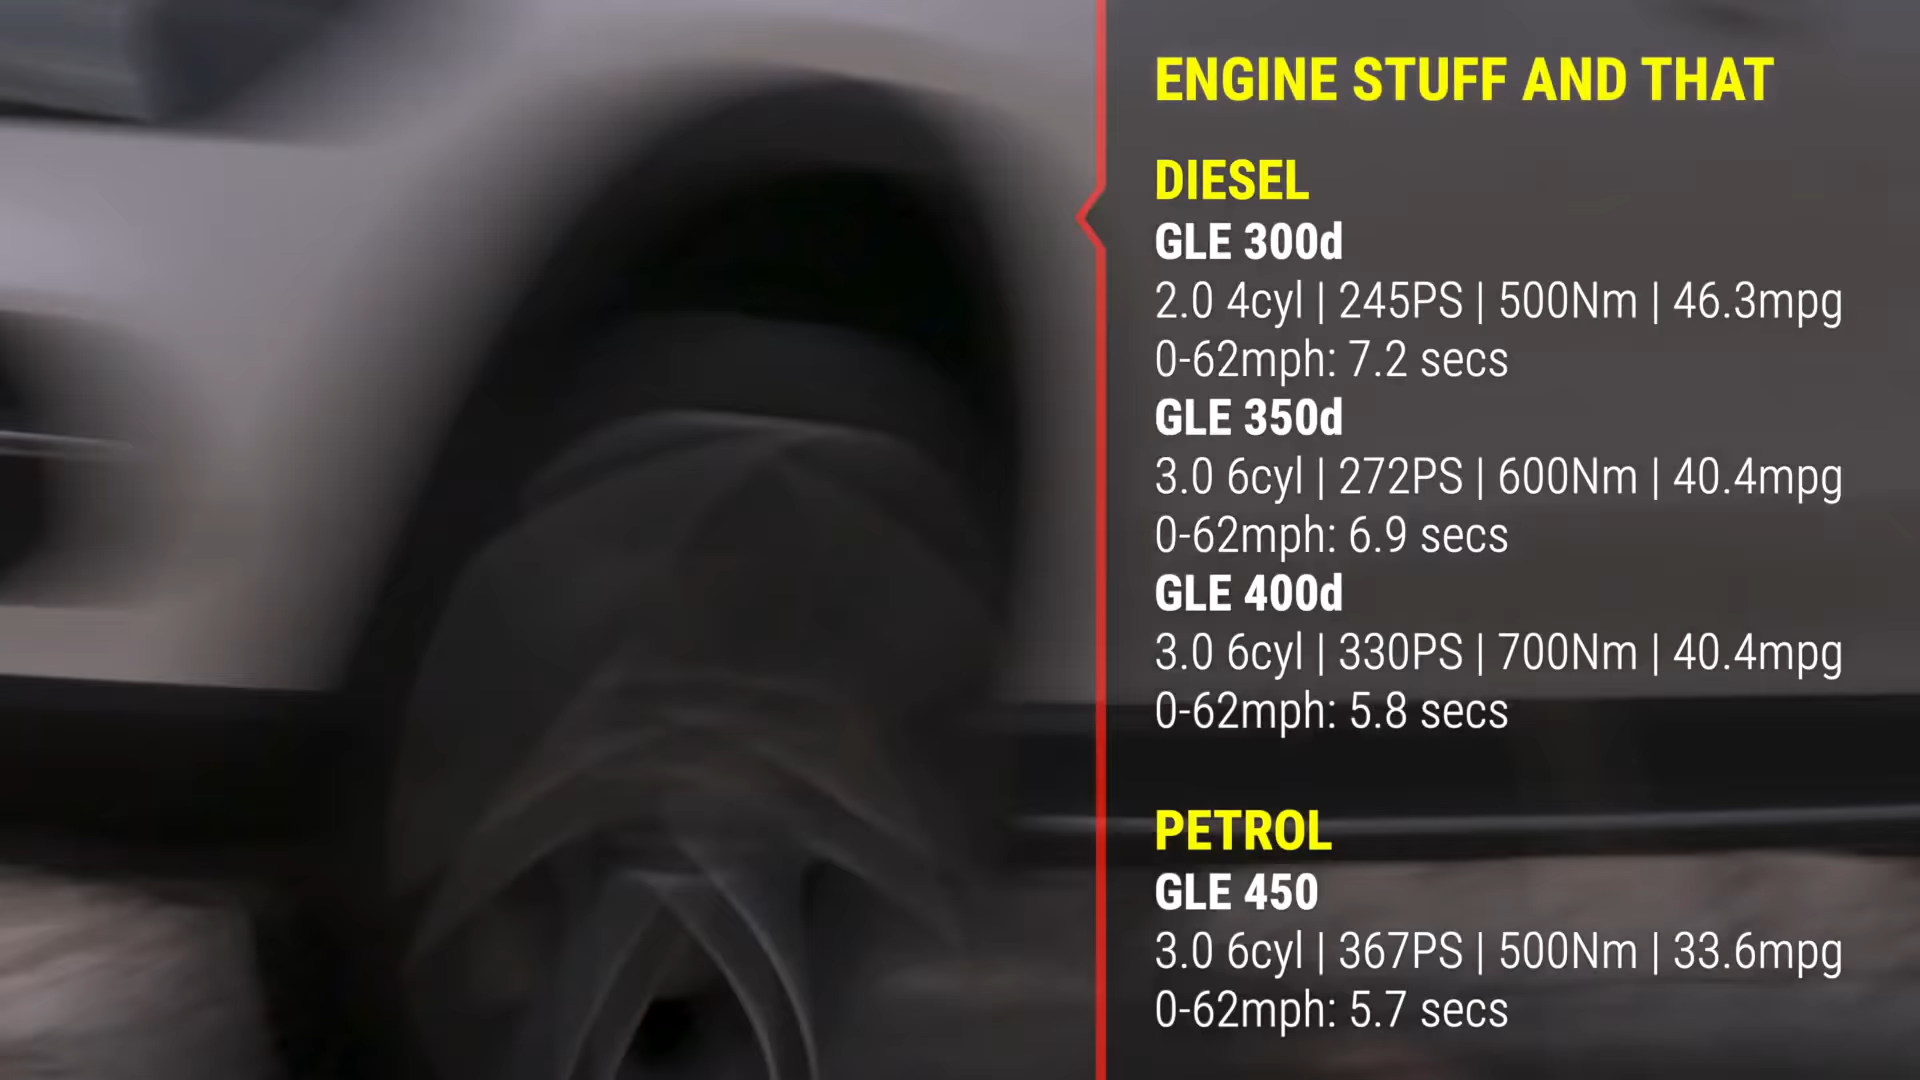 ENGINE STUFF AND THAT
DIESEL
GLE 300d
2.0 4cyl | 245PS | 500Nm | 46.3mpg
0-62mph: 7.2 secs
GLE 350d
3.0 6cyl | 272PS | 600Nm | 40.4mpg
0-62mph: 6.9 secs
GLE 400d
3.0 6cyl | 330PS | 700Nm | 40.4mpg
0-62mph: 5.8 secs
PETROL
GLE 450
3.0 6cyl | 367PS | 500Nm | 33.6mpg
0-62mph: 5.7 secs